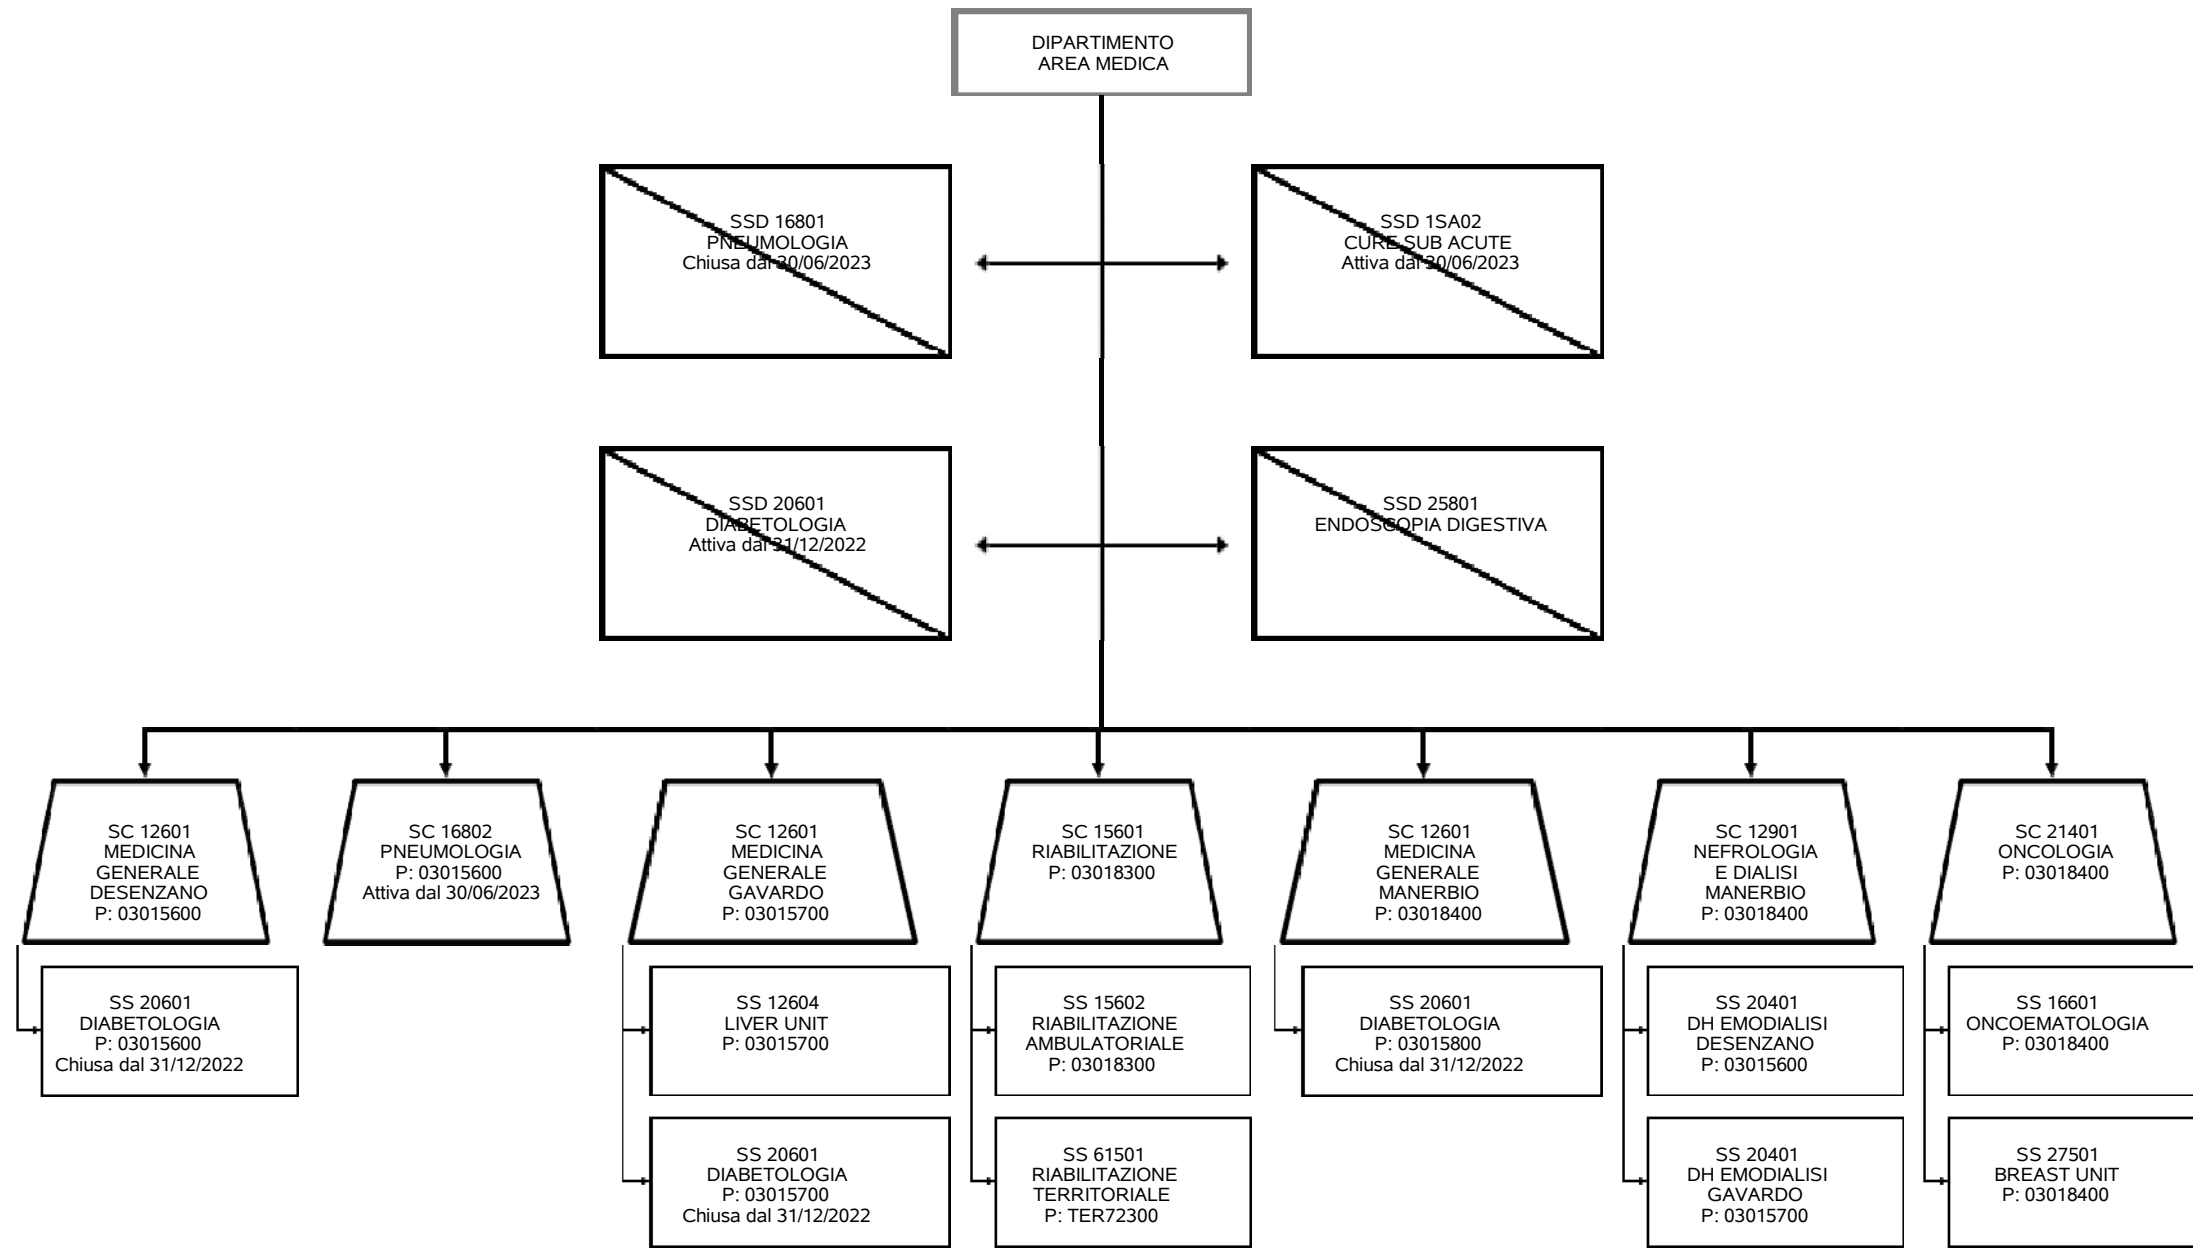 DIPARTIMENTO
AREA MEDICA
SSD 16801
PNEUMOLOGIA
Chiusa dal 30/06/2023
SSD 1SA02
CURE SUB ACUTE
Attiva dal 30/06/2023
SSD 20601
DIABETOLOGIA
Attiva dal 31/12/2022
SSD 25801
ENDOSCOPIA DIGESTIVA
SC 12601
MEDICINA
GENERALE
DESENZANO
P: 03015600
SC 16802
PNEUMOLOGIA
P: 03015600
Attiva dal 30/06/2023
SC 12601
MEDICINA
GENERALE
GAVARDO
P: 03015700
SC 15601
RIABILITAZIONE
P: 03018300
SC 12601
MEDICINA
GENERALE
MANERBIO
P: 03018400
SC 12901
NEFROLOGIA
E DIALISI
MANERBIO
P: 03018400
SC 21401
ONCOLOGIA
P: 03018400
SS 20601
DIABETOLOGIA
P: 03015600
Chiusa dal 31/12/2022
SS 12604
LIVER UNIT
P: 03015700
SS 15602
RIABILITAZIONE
AMBULATORIALE
P: 03018300
SS 20601
DIABETOLOGIA
P: 03015800
Chiusa dal 31/12/2022
SS 20401
DH EMODIALISI
DESENZANO
P: 03015600
SS 16601
ONCOEMATOLOGIA
P: 03018400
SS 20601
DIABETOLOGIA
P: 03015700
Chiusa dal 31/12/2022
SS 61501
RIABILITAZIONE
TERRITORIALE
P: TER72300
SS 20401
DH EMODIALISI
GAVARDO
P: 03015700
SS 27501
BREAST UNIT
P: 03018400